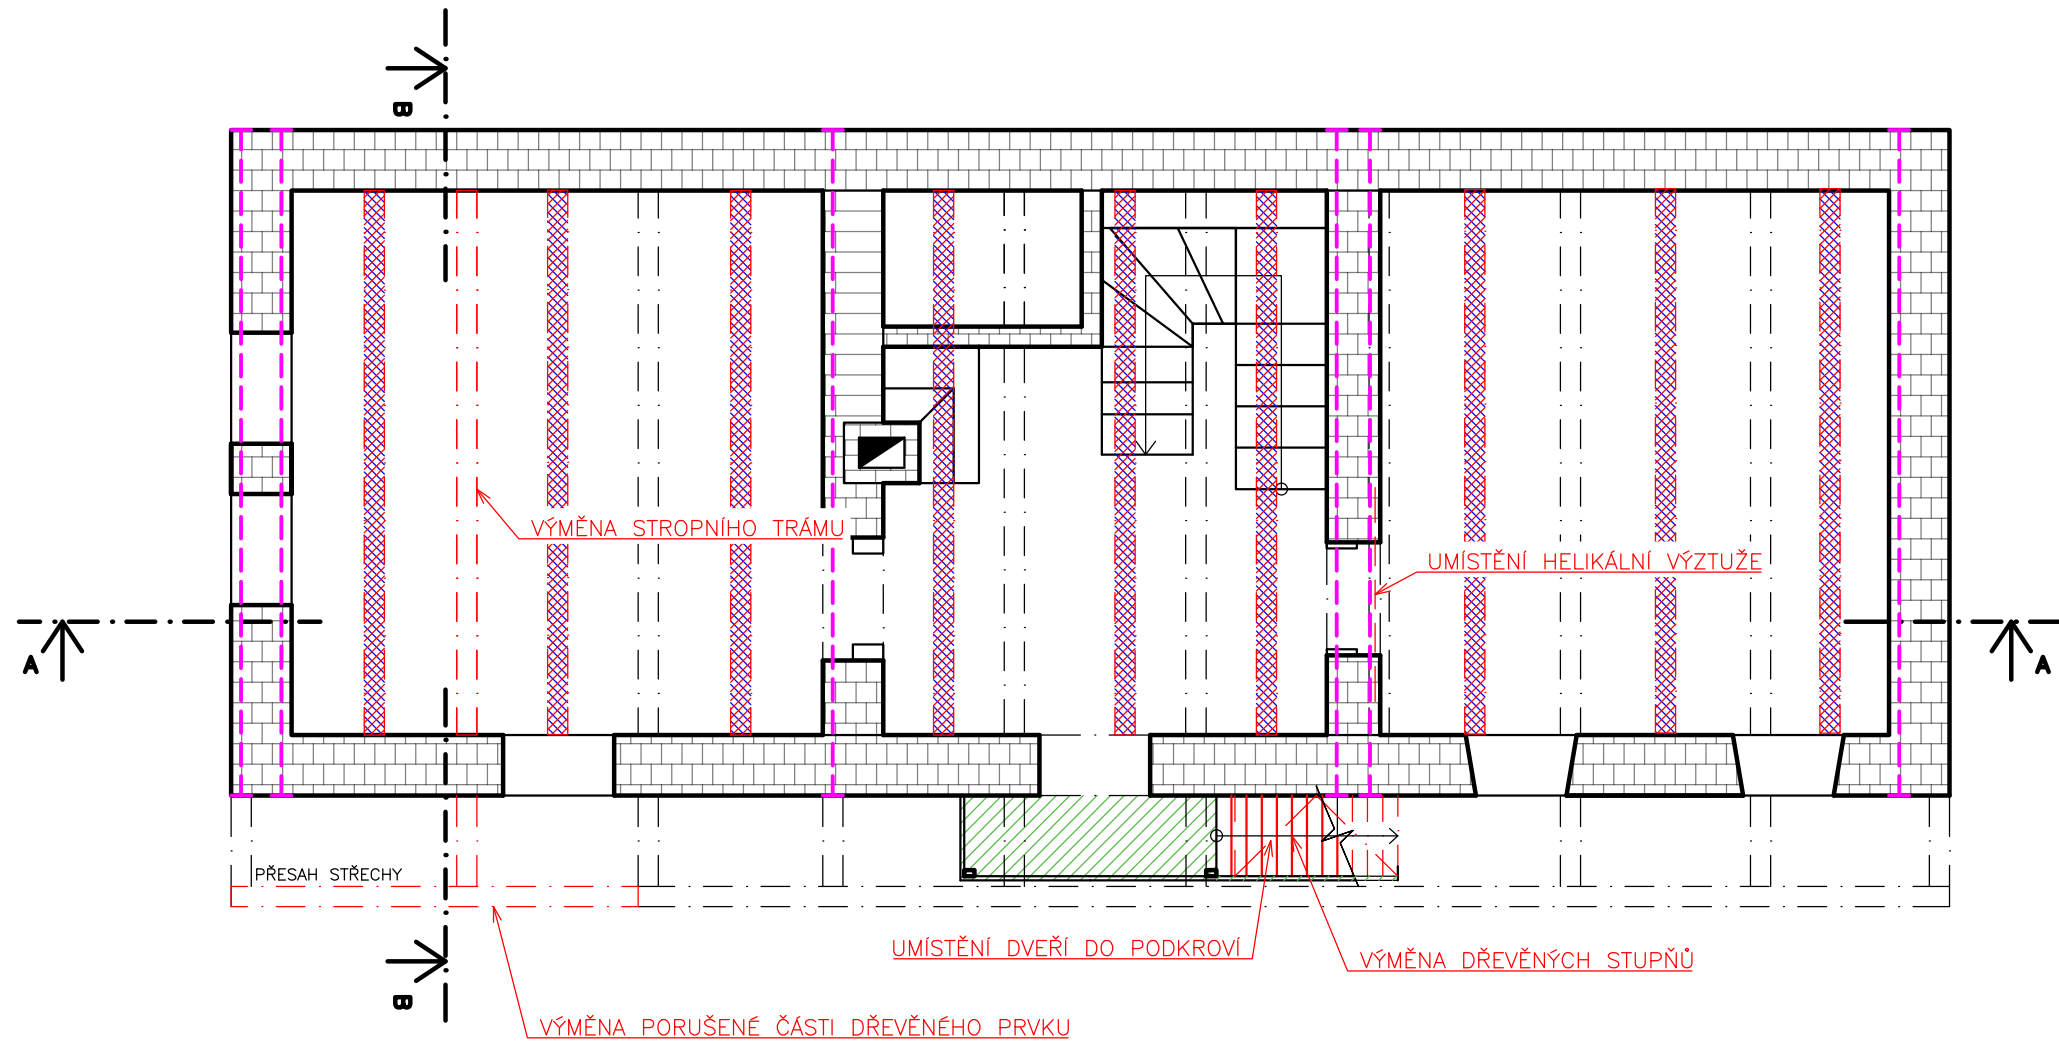 B
VÝMĚNA STROPNÍHO TRÁMU
UMÍSTĚNÍ HELIKÁLNÍ VÝZTUŽE
A
A
PŘESAH STŘECHY
UMÍSTĚNÍ DVEŘÍ DO PODKROVÍ
VÝMĚNA DŘEVĚNÝCH STUPŇŮ
B
VÝMĚNA PORUŠENÉ ČÁSTI DŘEVĚNÉHO PRVKU